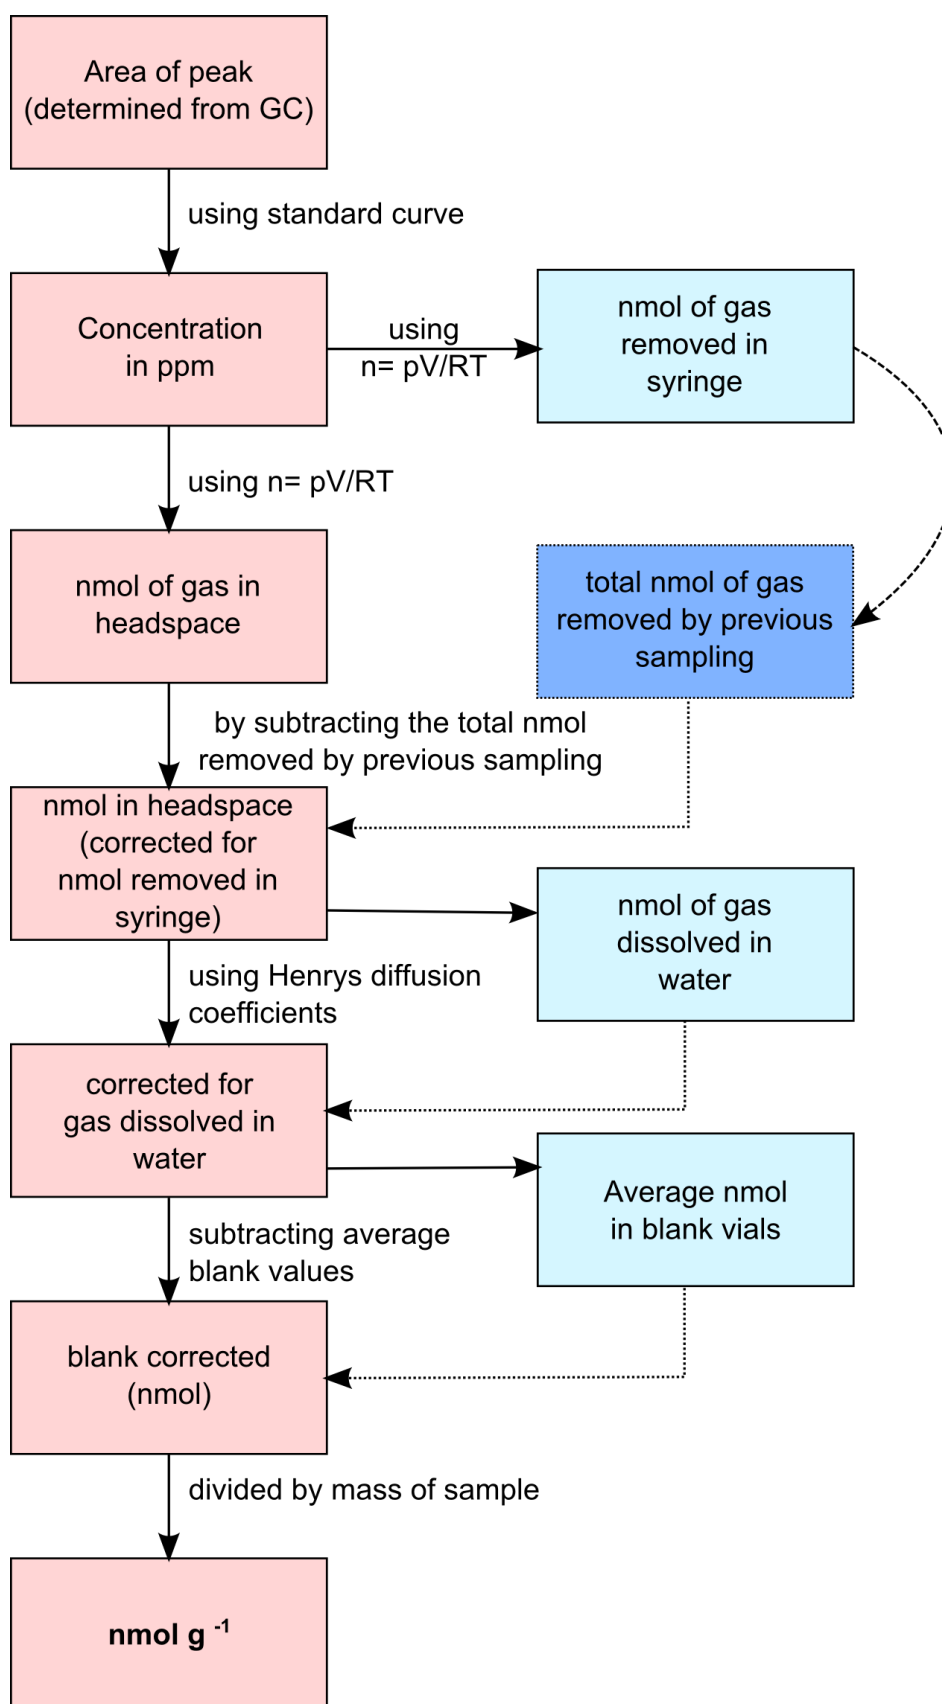 Area of peak
(determined from GC)
using standard curve
Concentration
in ppm
using
n= pV/RT
nmol of gas
removed in
syringe
using n= pV/RT
nmol of gas in
headspace
total nmol of gas
removed by previous
sampling
by subtracting the total nmol
removed by previous sampling
nmol in headspace
(corrected for
nmol removed in
syringe)
nmol of gas
dissolved in
water
using Henrys diffusion
coefficients
corrected for
gas dissolved in
water
Average nmol
in blank vials
subtracting average
blank values
blank corrected
(nmol)
divided by mass of sample
nmol g ⁻¹